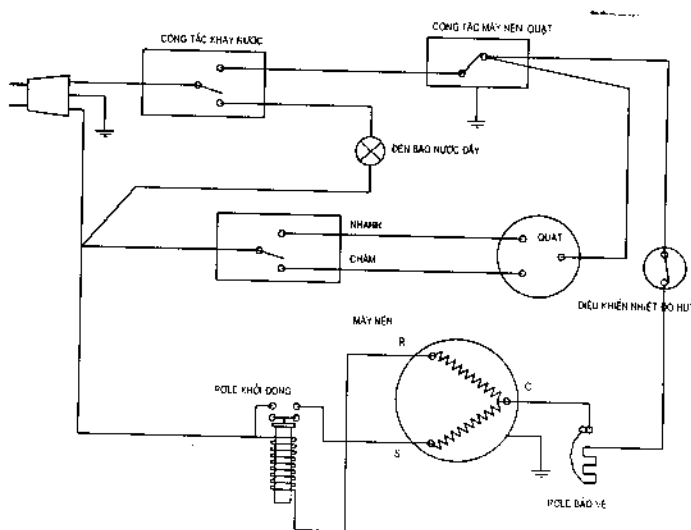 CÔNG TẮC KHAY NƯỚC
CÔNG TẮC MÁY NÉN QUẠT
ĐÈN BÁO NƯỚC ĐẦY
NHANH
QUẠT
CHẬM
ĐIỀU KHIỂN NHIỆT ĐỘ HÚT
MÁY NÉN
R
RƠLE KHỞI ĐỘNG
C
S
RƠLE BẢO VỆ